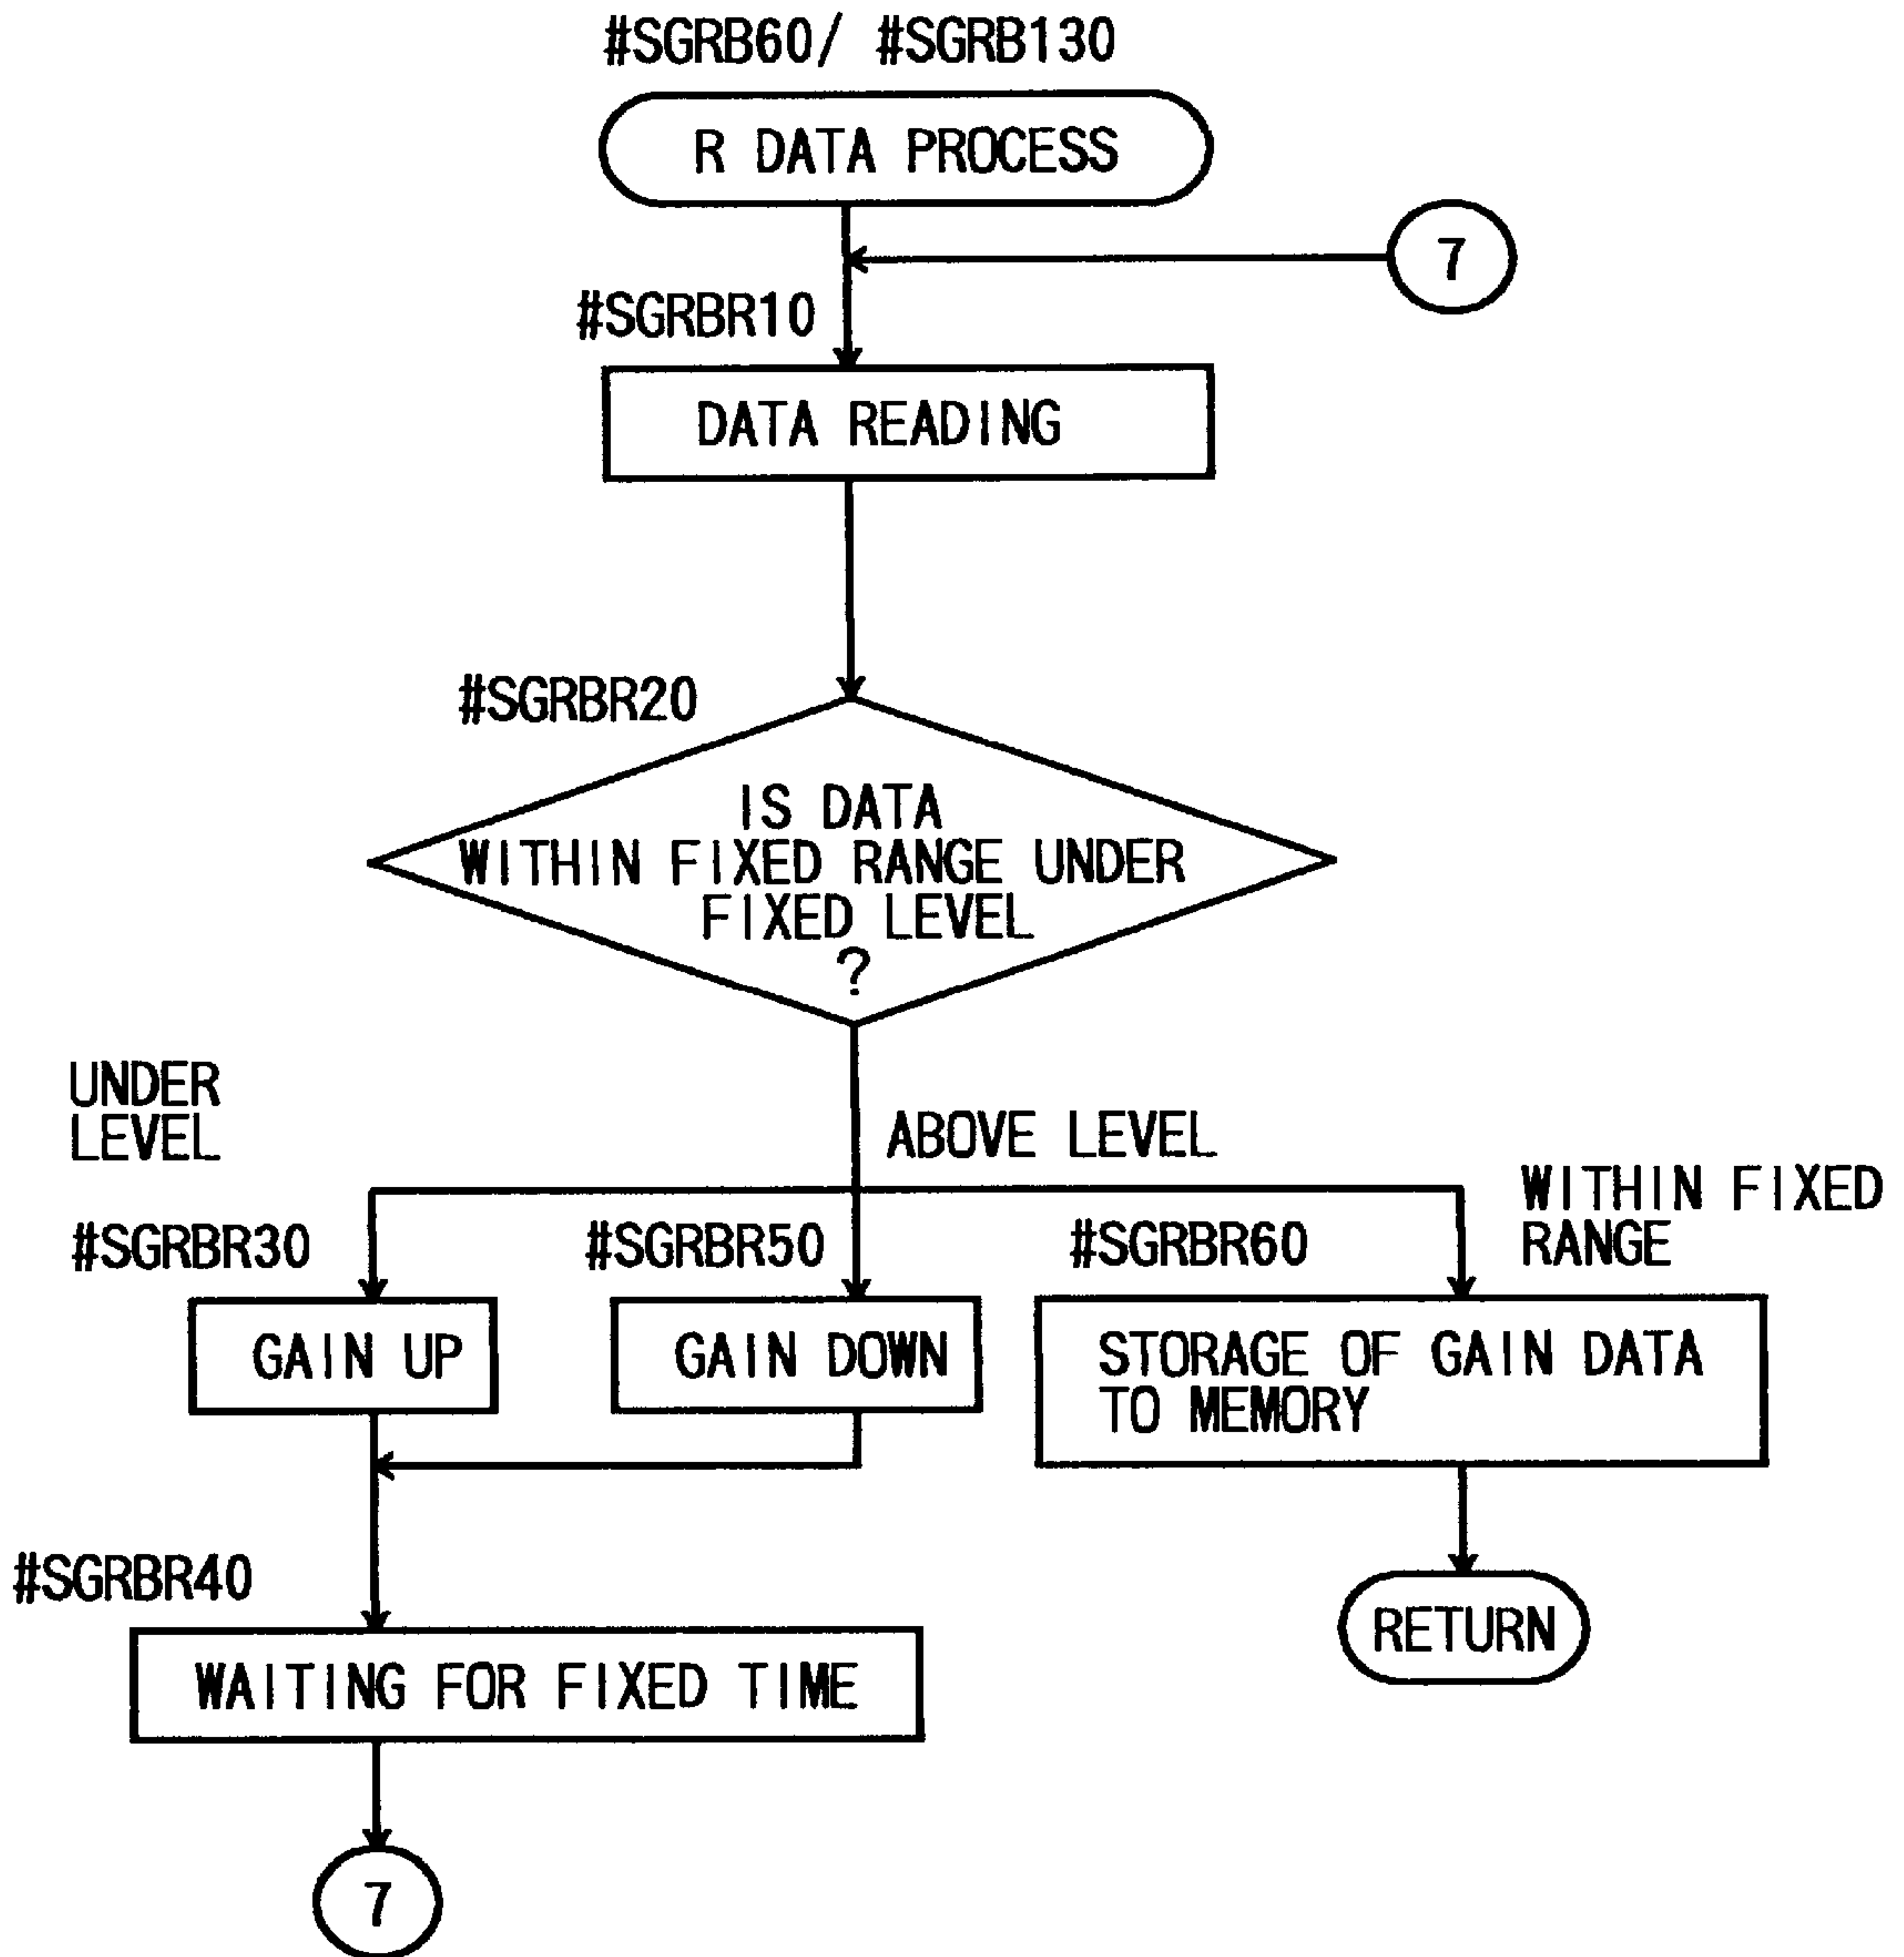 #SGRB60/ #SGRB130
R DATA PROCESS
7
#SGRBR10
DATA READING
#SGRBR20
IS DATA
WITHIN FIXED RANGE UNDER
FIXED LEVEL
?
UNDER
LEVEL
ABOVE LEVEL
WITHIN FIXED
RANGE
#SGRBR30
#SGRBR50
#SGRBR60
GAIN UP
GAIN DOWN
STORAGE OF GAIN DATA
TO MEMORY
#SGRBR40
RETURN
WAITING FOR FIXED TIME
7